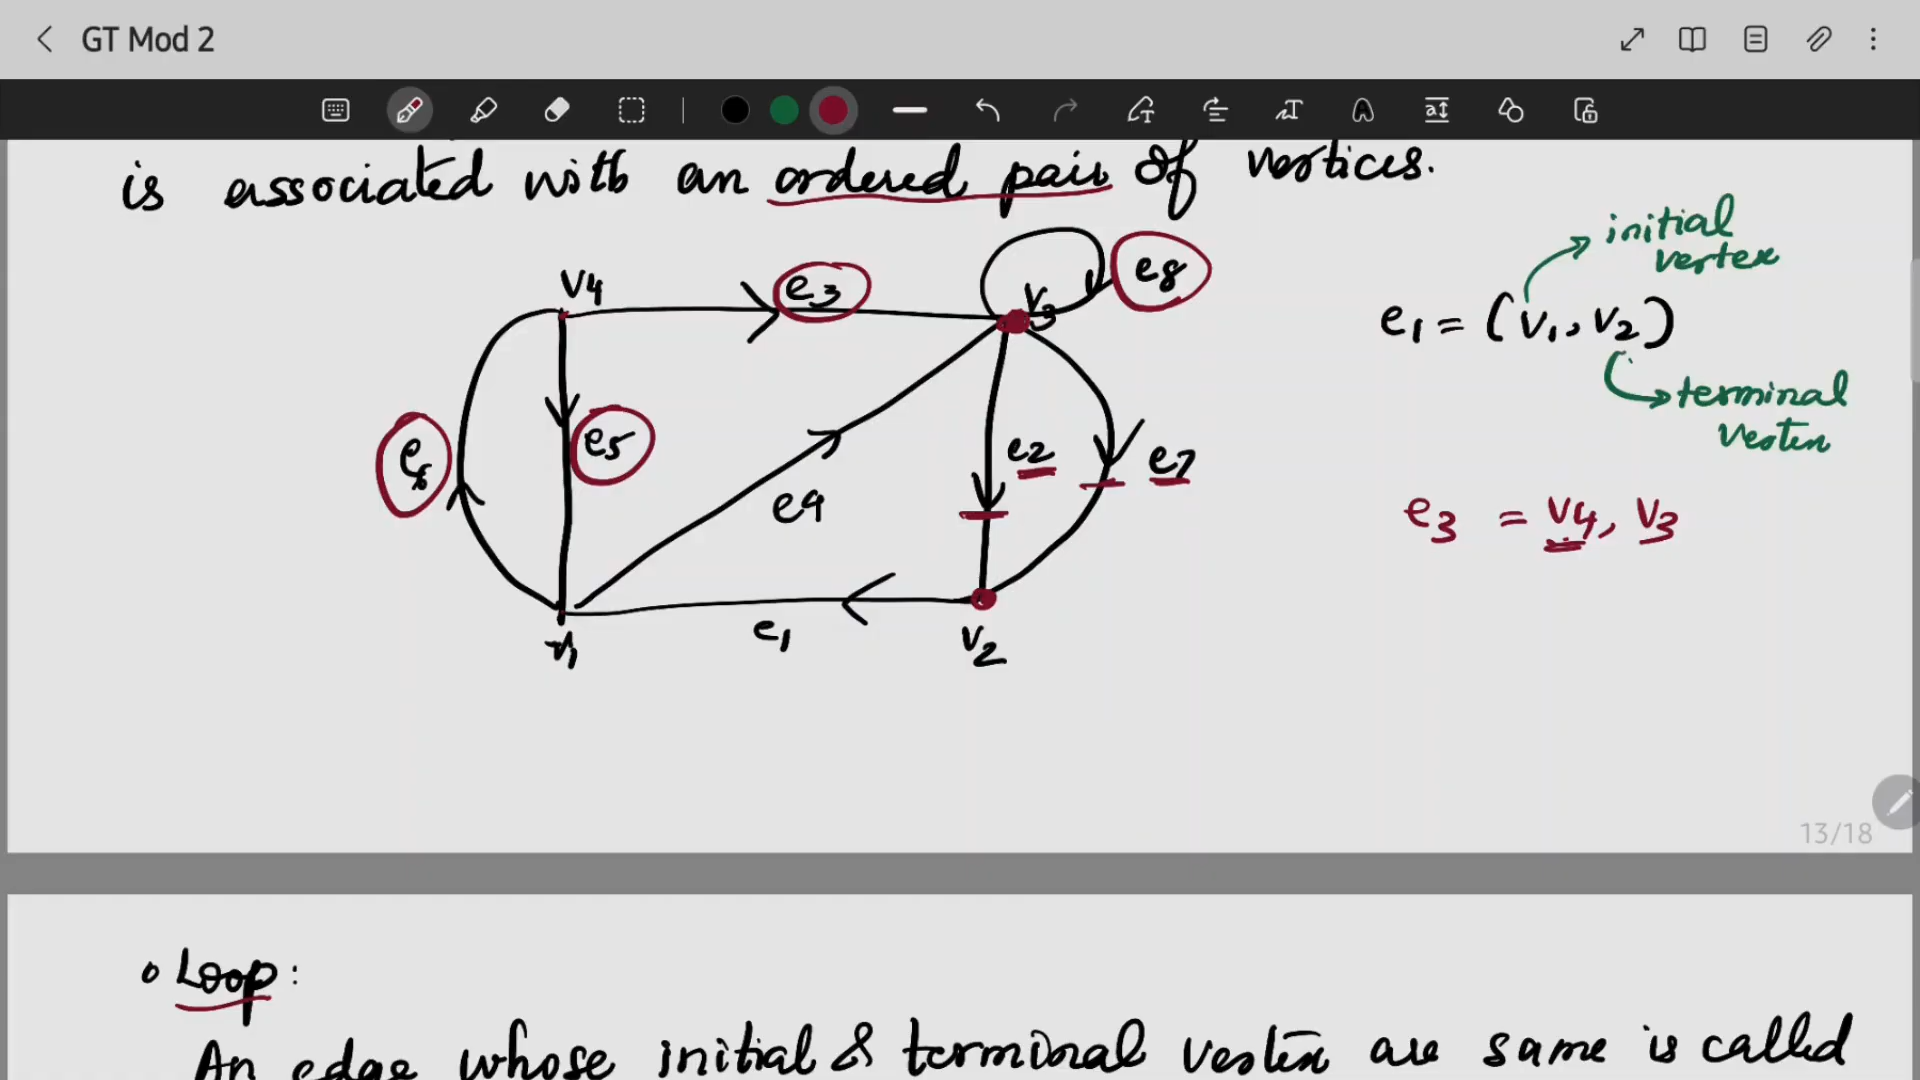 GT Mod 2
is associated with an ordered pair of vertices.
initial
vertex
e8
V4
e3
V3
e1 = (V1, V2)
terminal
vertex
e5
e6
e2
e7
e4
e3 = V4, V3
e1
V1
V2
13/18
• Loop:
An edge whose initial & terminal vertex are same is called